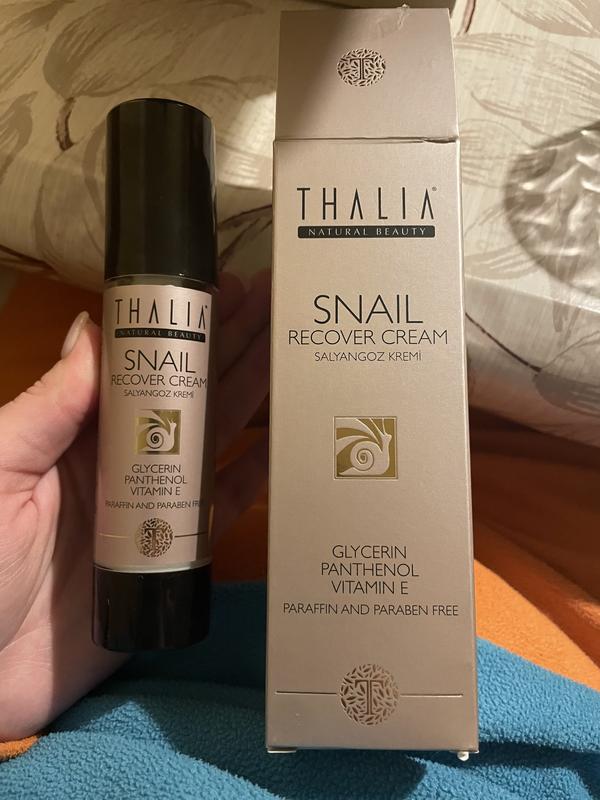 THALIA
NATURAL BEAUTY
SNAIL
RECOVER CREAM
SALYANGOZ KREMİ
GLYCERIN
PANTHENOL
VITAMIN E
PARAFFIN AND PARABEN FREE
T
T
THALIA®
NATURAL BEAUTY
SNAIL
RECOVER CREAM
SALYANGOZ KREMİ
GLYCERIN
PANTHENOL
VITAMIN E
PARAFFIN AND PARABEN FREE
T